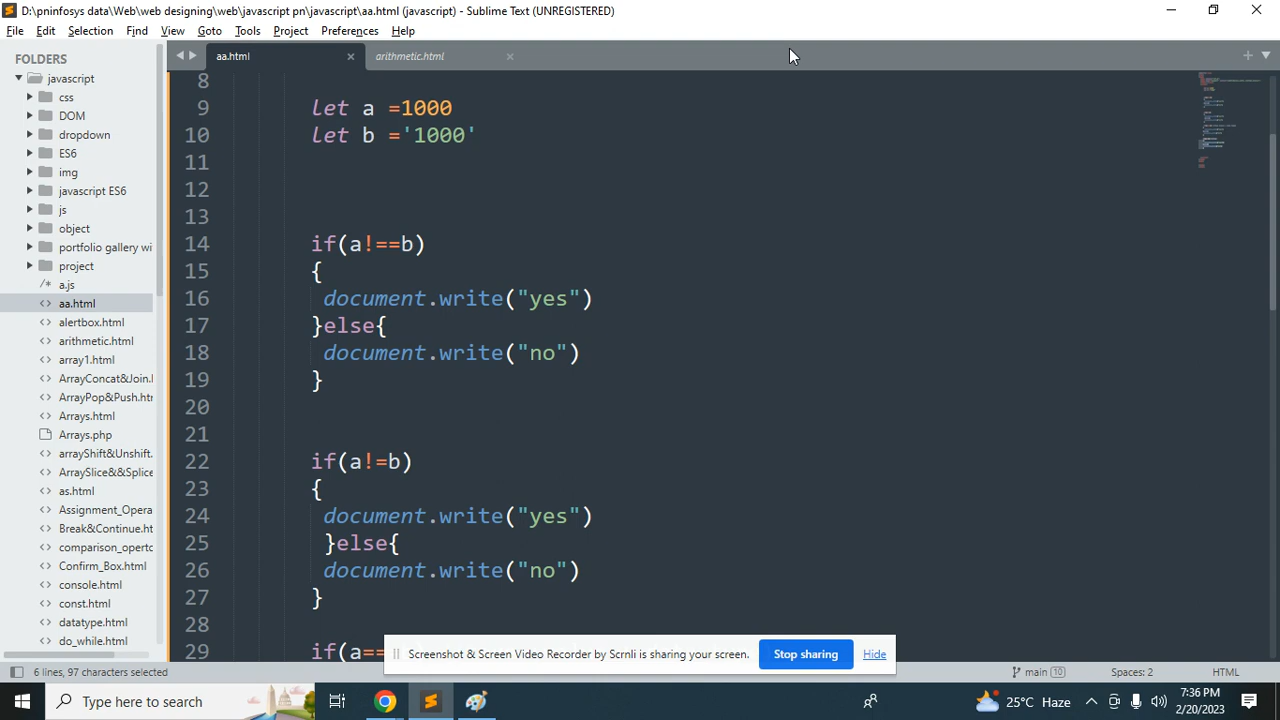 D:\pninfosys data\Web\web designing\web\javascript pn\javascript\aa.html (javascript) - Sublime Text (UNREGISTERED)
File Edit Selection Find View Goto Tools Project Preferences Help
FOLDERS
javascript
css
DOM
dropdown
ES6
img
javascript ES6
js
object
portfolio gallery wi
project
/* a.js
<> aa.html
<> alertbox.html
<> arithmetic.html
<> array1.html
<> ArrayConcat&Join.h
<> ArrayPop&Push.htm
<> Arrays.html
Arrays.php
<> arrayShift&Unshift.
<> ArraySlice&&Splice
<> as.html
<> Assignment_Opera
<> Break&Continue.ht
<> comparison_operto
<> Confirm_Box.html
<> console.html
<> const.html
<> datatype.html
<> do_while.html
aa.html × arithmetic.html ×
8
9 let a =1000
10 let b ='1000'
11
12
13
14 if(a!==b)
15 {
16 document.write("yes")
17 }else{
18 document.write("no")
19 }
20
21
22 if(a!=b)
23 {
24 document.write("yes")
25 }else{
26 document.write("no")
27 }
28
29 if(a==
Screenshot & Screen Video Recorder by Scrnli is sharing your screen. Stop sharing Hide
6 lines, 97 characters selected main 10 Spaces: 2 HTML
Type here to search
25°C Haze
7:36 PM
2/20/2023